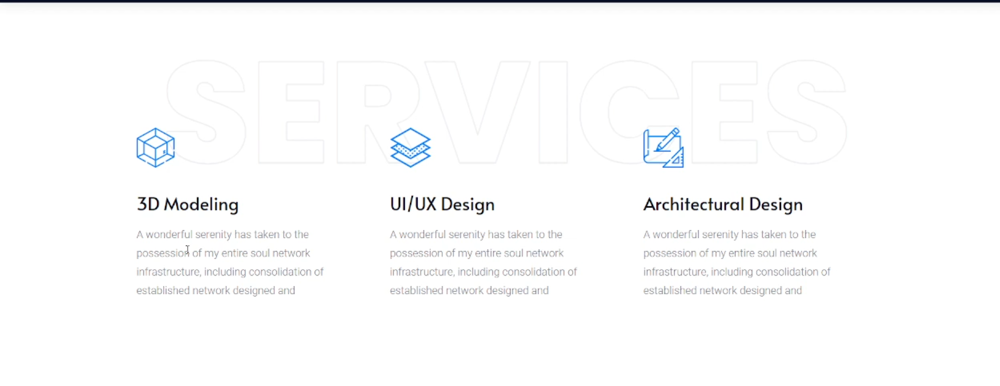 SERVICES
3D Modeling
A wonderful serenity has taken to the
possession of my entire soul network
infrastructure, including consolidation of
established network designed and
UI/UX Design
A wonderful serenity has taken to the
possession of my entire soul network
infrastructure, including consolidation of
established network designed and
Architectural Design
A wonderful serenity has taken to the
possession of my entire soul network
infrastructure, including consolidation of
established network designed and